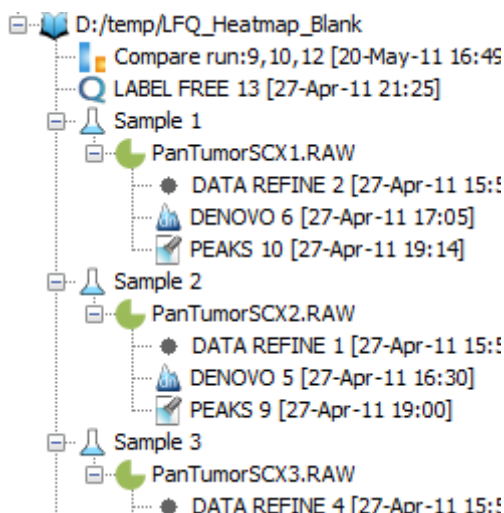 D:/temp/LFQ_Heatmap_Blank
Compare run:9,10,12 [20-May-11 16:49
LABEL FREE 13 [27-Apr-11 21:25]
Sample 1
PanTumorSCX1.RAW
DATA REFINE 2 [27-Apr-11 15:5
DENOVO 6 [27-Apr-11 17:05]
PEAKS 10 [27-Apr-11 19:14]
Sample 2
PanTumorSCX2.RAW
DATA REFINE 1 [27-Apr-11 15:5
DENOVO 5 [27-Apr-11 16:30]
PEAKS 9 [27-Apr-11 19:00]
Sample 3
PanTumorSCX3.RAW
DATA REFINE 4 [27-Apr-11 15:5